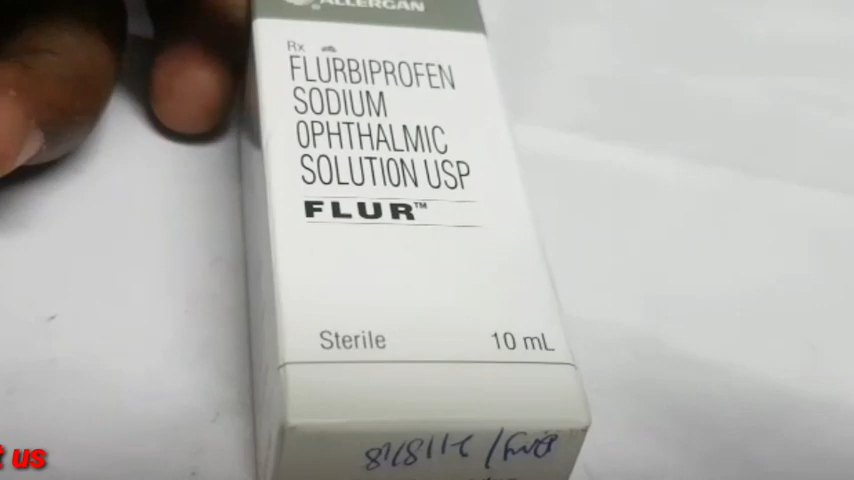 ALLERGAN
Rx
FLURBIPROFEN
SODIUM
OPHTHALMIC
SOLUTION USP
FLUR™
Sterile 10 mL
us